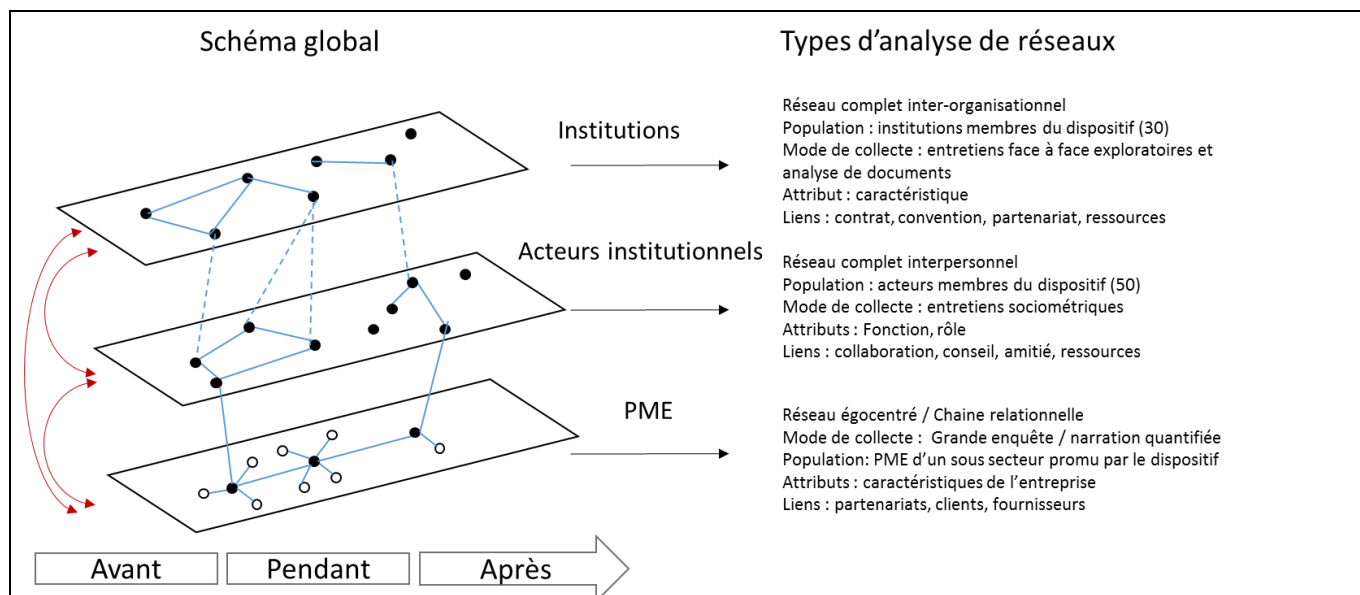 Schéma global
Types d'analyse de réseaux
Institutions
Réseau complet inter-organisationnel
Population : institutions membres du dispositif (30)
Mode de collecte : entretiens face à face exploratoires et
analyse de documents
Attribut : caractéristique
Liens : contrat, convention, partenariat, ressources
Acteurs institutionnels
Réseau complet interpersonnel
Population : acteurs membres du dispositif (50)
Mode de collecte : entretiens sociométriques
Attributs : Fonction, rôle
Liens : collaboration, conseil, amitié, ressources
PME
Réseau égocentré / Chaine relationnelle
Mode de collecte :  Grande enquête / narration quantifiée
Population: PME d'un sous secteur promu par le dispositif
Attributs : caractéristiques de l'entreprise
Liens : partenariats, clients, fournisseurs
Avant
Pendant
Après